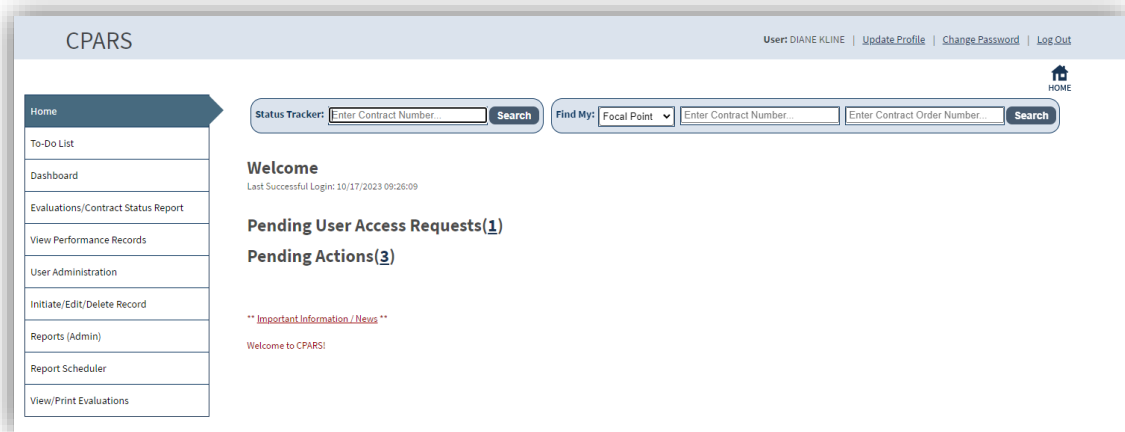 CPARS
User: DIANE KLINE | Update Profile | Change Password | Log Out
HOME
Home
To-Do List
Dashboard
Evaluations/Contract Status Report
View Performance Records
User Administration
Initiate/Edit/Delete Record
Reports (Admin)
Report Scheduler
View/Print Evaluations
Status Tracker: Enter Contract Number... Search
Find My: Focal Point Enter Contract Number... Enter Contract Order Number... Search
Welcome
Last Successful Login: 10/17/2023 09:26:09
Pending User Access Requests(1)
Pending Actions(3)
** Important Information / News **
Welcome to CPARS!